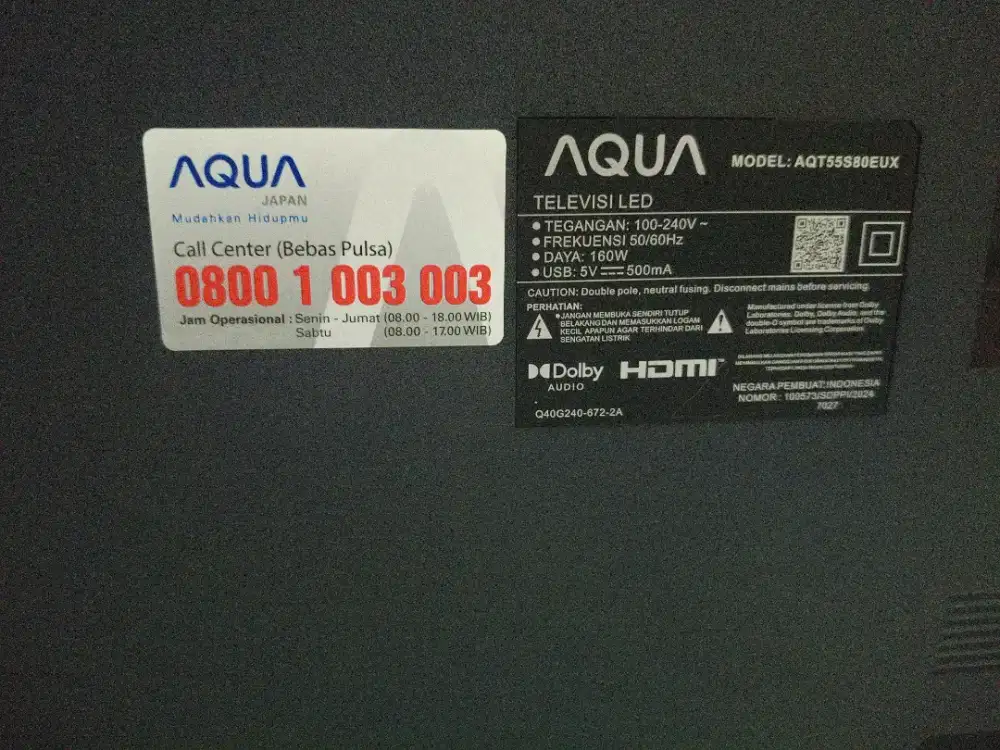 AQUA
JAPAN
Mudahkan Hidupmu
Call Center (Bebas Pulsa)
0800 1 003 003
Jam Operasional : Senin - Jumat (08.00 - 18.00 WIB)
Sabtu (08.00 - 17.00 WIB)
AQUA MODEL: AQT55S80EUX
TELEVISI LED
• TEGANGAN: 100-240V ~
• FREKUENSI 50/60Hz
• DAYA: 160W
• USB: 5V 500mA
CAUTION: Double pole, neutral fusing. Disconnect mains before servicing.
PERHATIAN:
• JANGAN MEMBUKA SENDIRI TUTUP
BELAKANG DAN MEMASUKKAN LOGAM
KECIL APAPUN AGAR TERHINDAR DARI
SENGATAN LISTRIK
Manufactured under license from Dolby
Laboratories. Dolby, Dolby Audio, and the
double-D symbol are trademarks of Dolby
Laboratories Licensing Corporation.
Dolby
AUDIO
HDMI™
NEGARA PEMBUAT: INDONESIA
NOMOR : 100573/SDPPI/2024
7027
Q40G240-672-2A